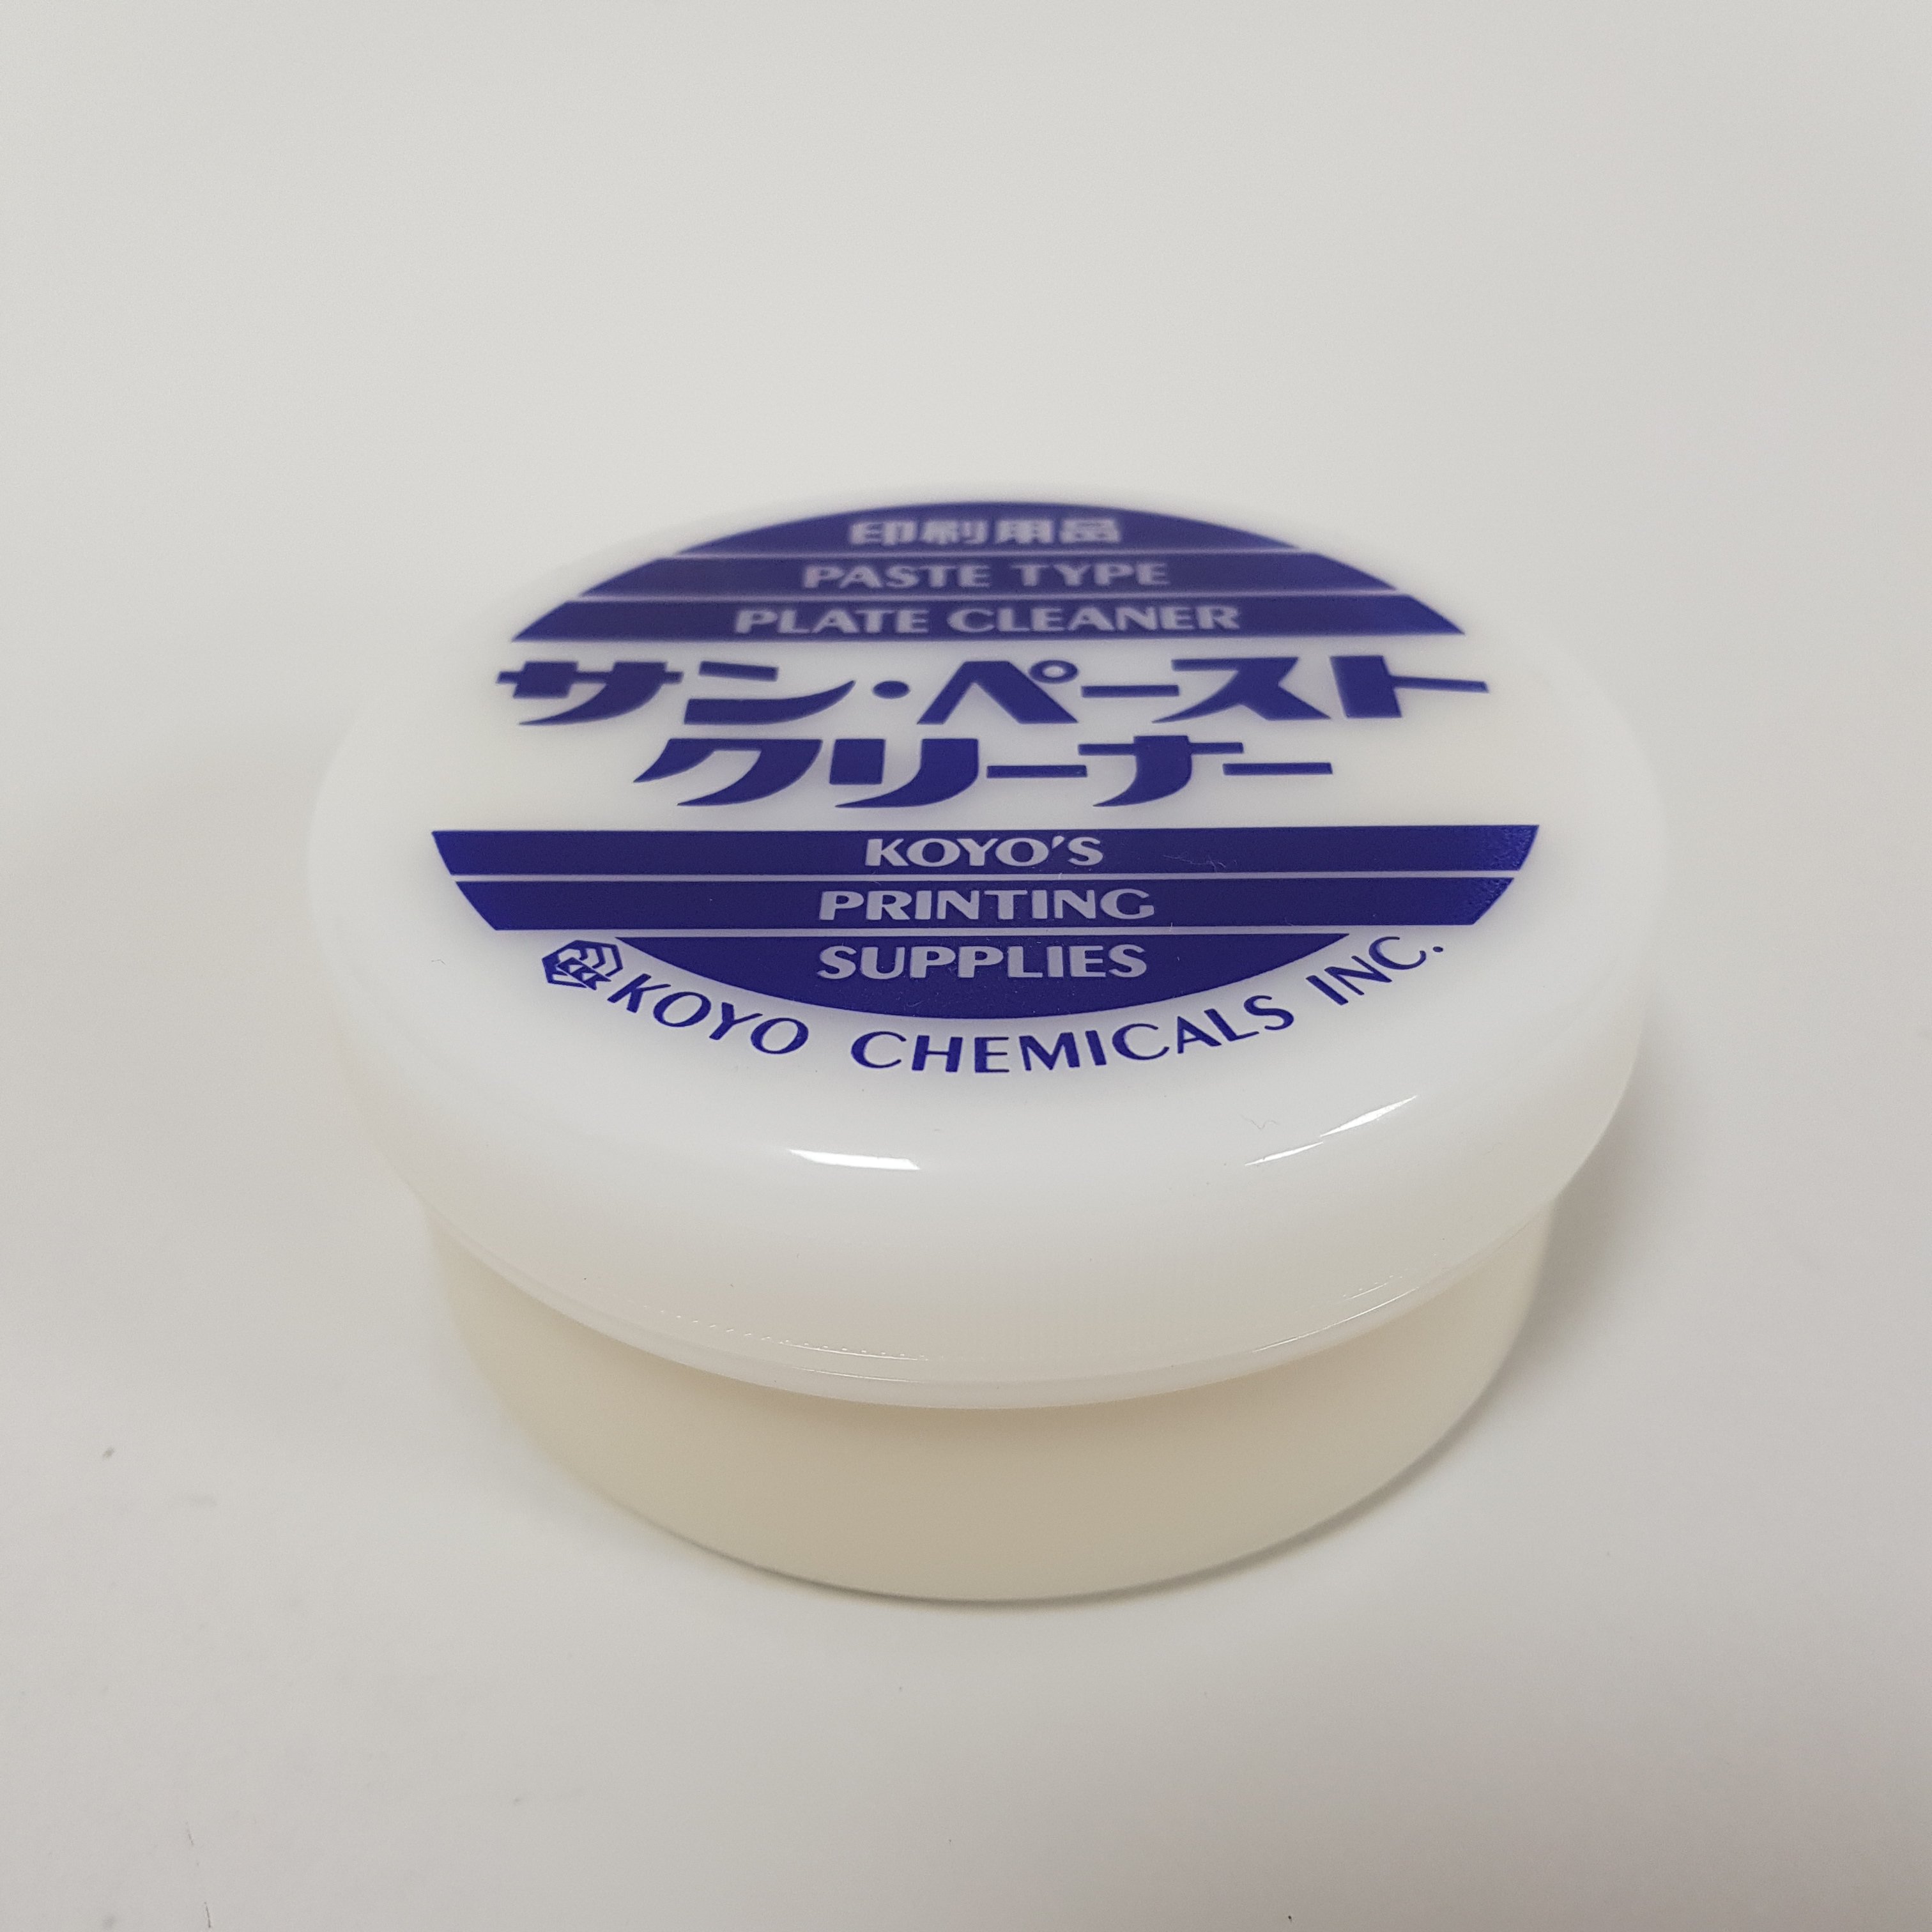 印刷用品
PASTE TYPE
PLATE CLEANER
サン・ペースト
クリーナー
KOYO'S
PRINTING
SUPPLIES
KOYO CHEMICALS INC.